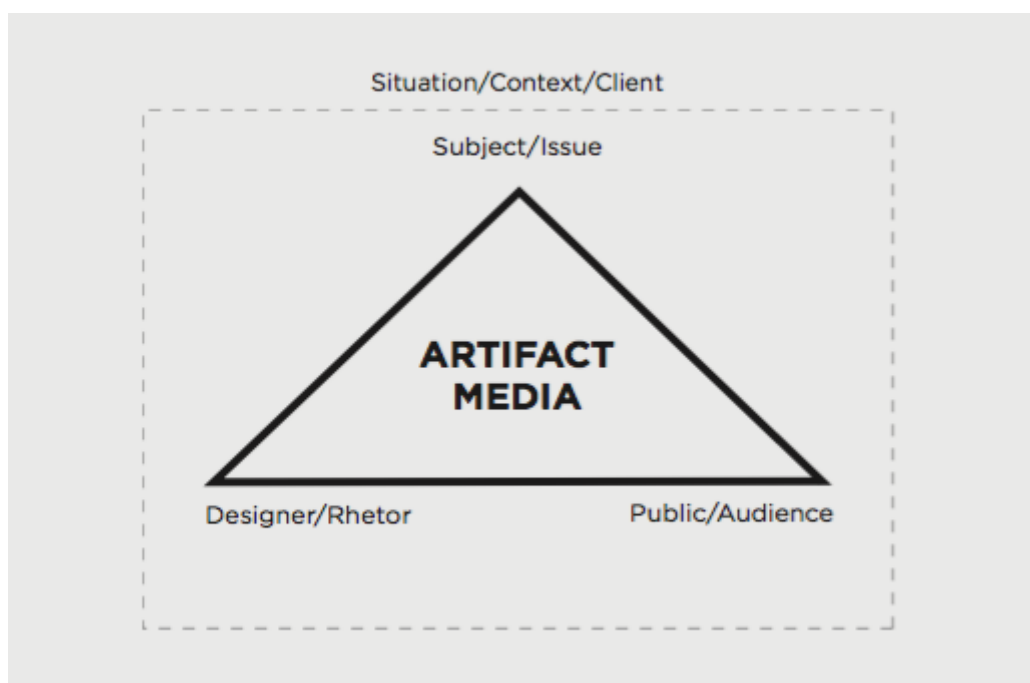 Situation/Context/Client
Subject/Issue
ARTIFACT
MEDIA
Designer/Rhetor
Public/Audience